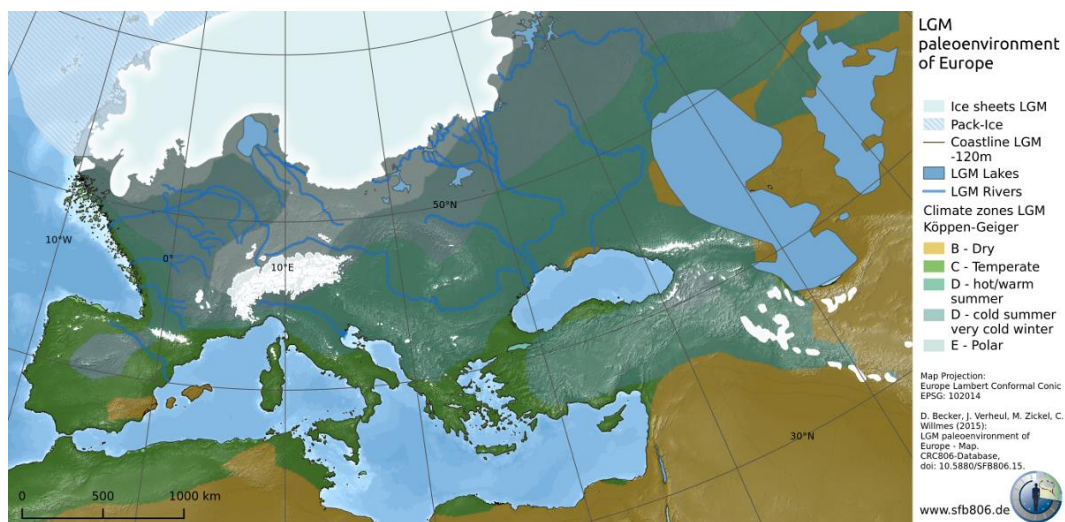 LGM
paleoenvironment
of Europe
Ice sheets LGM
Pack-Ice
Coastline LGM
-120m
LGM Lakes
LGM Rivers
Climate zones LGM
Köppen-Geiger
B - Dry
C - Temperate
D - hot/warm
summer
D - cold summer
very cold winter
E - Polar
Map Projection:
Europe Lambert Conformal Conic
EPSG: 102014
D. Becker, J. Verheul, M. Zickel, C.
Willmes (2015):
LGM paleoenvironment of
Europe - Map.
CRC806-Database,
doi: 10.5880/SFB806.15.
www.sfb806.de
50°N
10°W
0°
10°E
30°N
0 500 1000 km